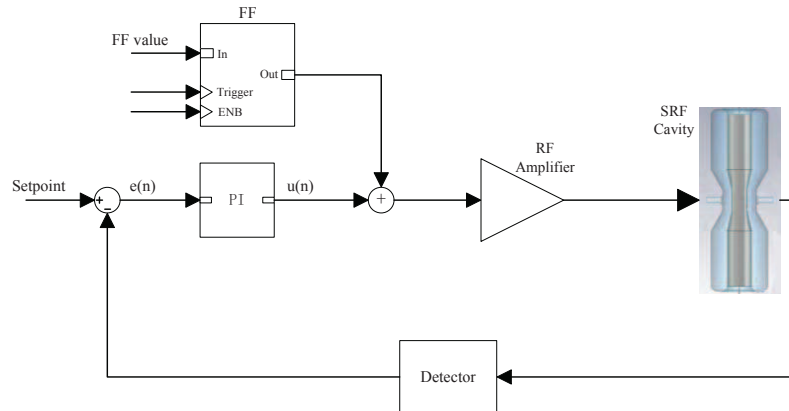 FF
FF value
In
Out
Trigger
ENB
SRF
Cavity
RF
Amplifier
Setpoint
+
−
e(n)
PI
u(n)
+
Detector